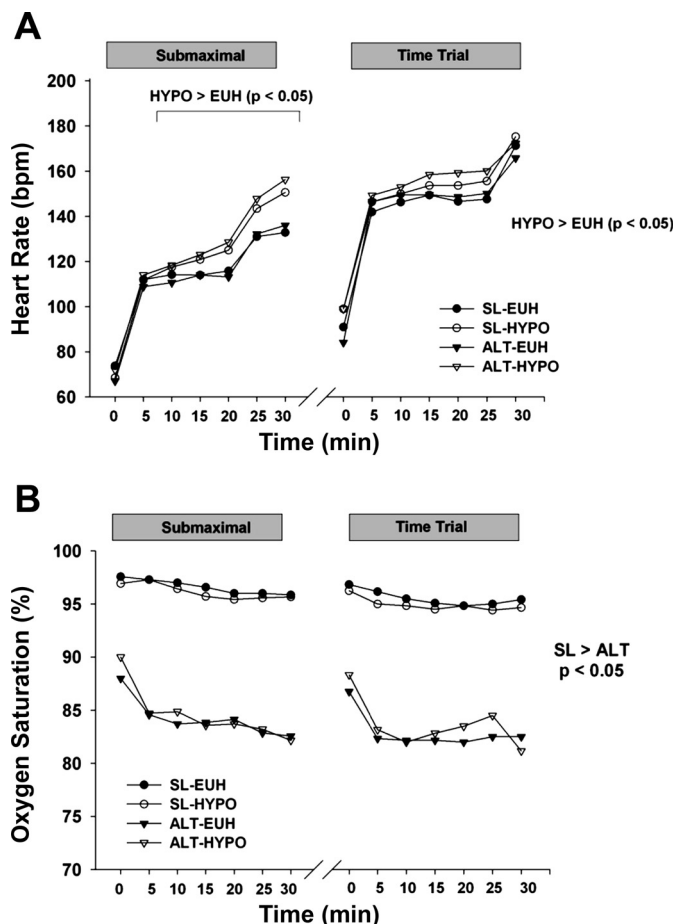 A
Submaximal Time Trial
HYPO > EUH (p < 0.05)
HYPO > EUH (p < 0.05)
Heart Rate (bpm)
200
180
160
140
120
100
80
60
SL-EUH
SL-HYPO
ALT-EUH
ALT-HYPO
0 5 10 15 20 25 30 0 5 10 15 20 25 30
Time (min)
B
Submaximal Time Trial
Oxygen Saturation (%)
100
95
90
85
80
75
70
SL > ALT
p < 0.05
SL-EUH
SL-HYPO
ALT-EUH
ALT-HYPO
0 5 10 15 20 25 30 0 5 10 15 20 25 30
Time (min)